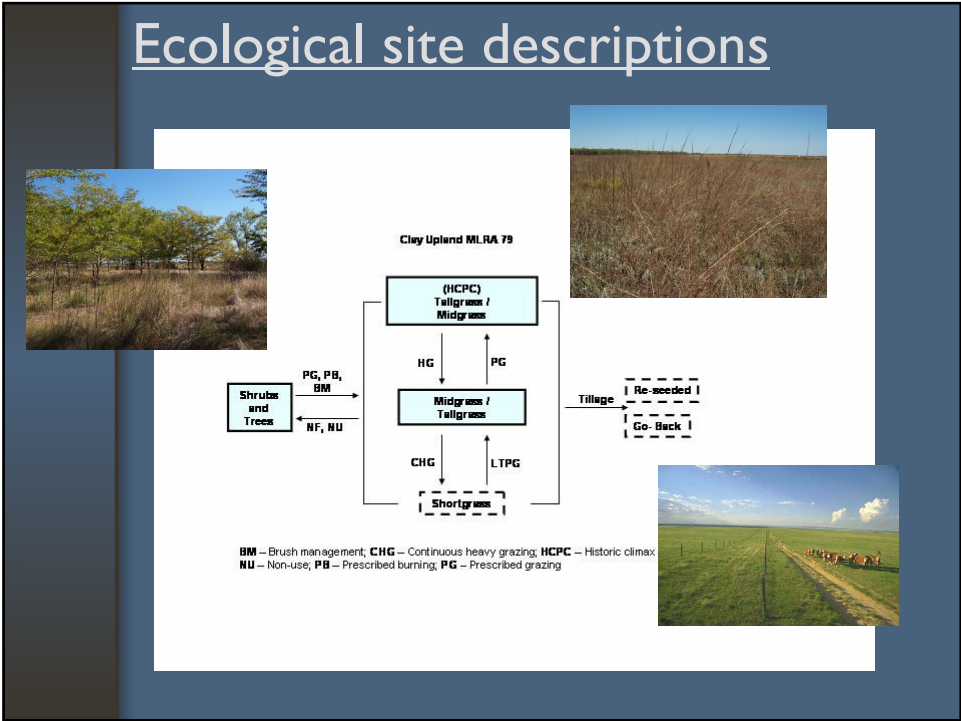 Ecological site descriptions
Clay Upland MLRA 79
(HCPC)
Tallgrass /
Midgrass
HG
PG
PG, PB,
BM
Shrubs
and
Trees
NF, NU
Midgrass /
Tallgrass
Tillage
Re-seeded
Go- Back
CHG
LTPG
Shortgrass
BM – Brush management; CHG – Continuous heavy grazing; HCPC – Historic climax
NU – Non-use; PB – Prescribed burning; PG – Prescribed grazing